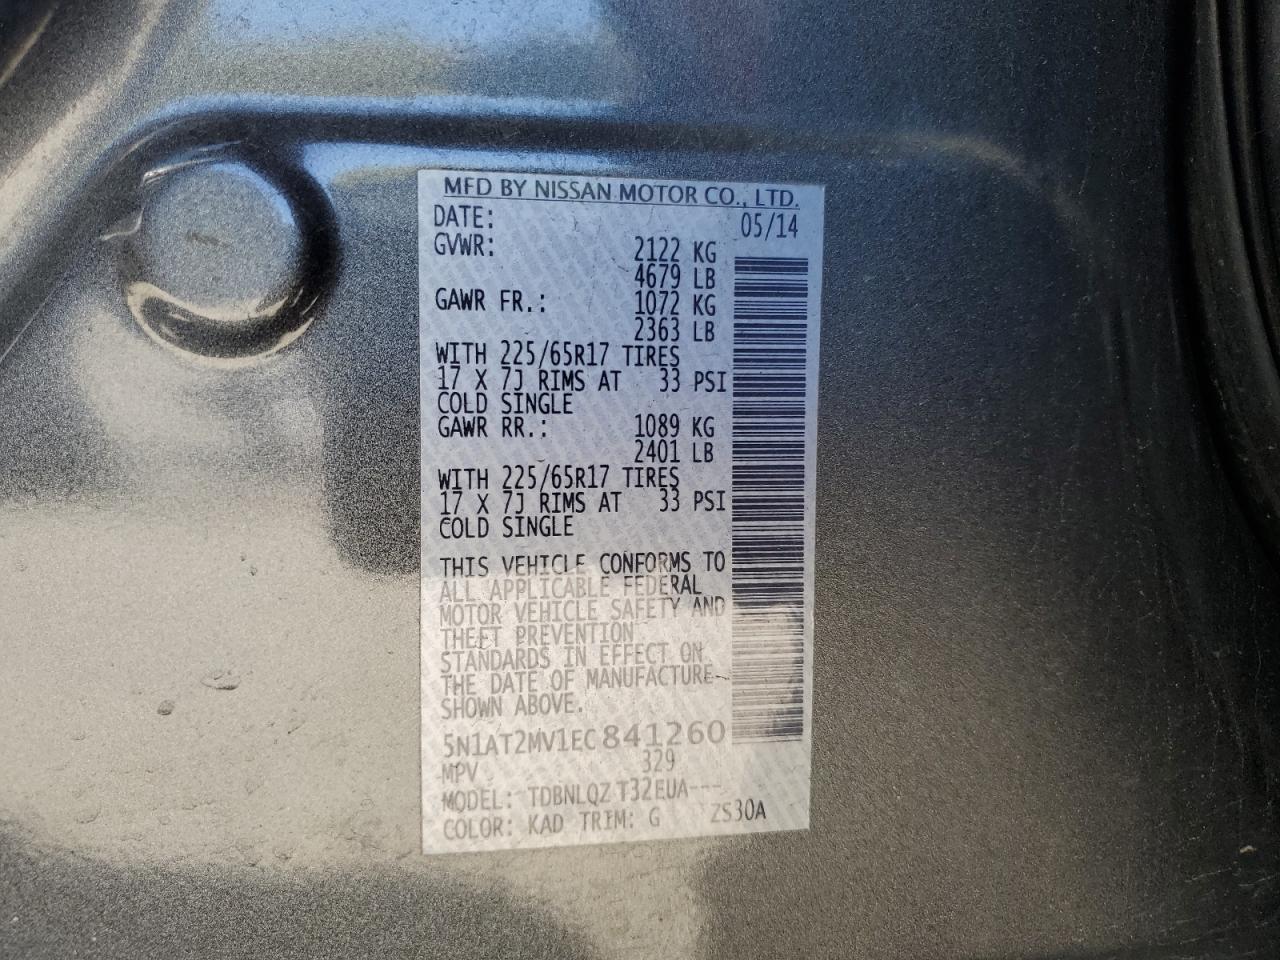 MFD BY NISSAN MOTOR CO., LTD.
DATE: 05/14
GVWR: 2122 KG
4679 LB
GAWR FR.: 1072 KG
2363 LB
WITH 225/65R17 TIRES
17 X 7J RIMS AT 33 PSI
COLD SINGLE
GAWR RR.: 1089 KG
2401 LB
WITH 225/65R17 TIRES
17 X 7J RIMS AT 33 PSI
COLD SINGLE
THIS VEHICLE CONFORMS TO
ALL APPLICABLE FEDERAL
MOTOR VEHICLE SAFETY AND
THEFT PREVENTION
STANDARDS IN EFFECT ON
THE DATE OF MANUFACTURE
SHOWN ABOVE.
5N1AT2MV1EC841260
MPV 329
MODEL: TDBNLQZ T32EUA---
COLOR: KAD TRIM: G ZS30A